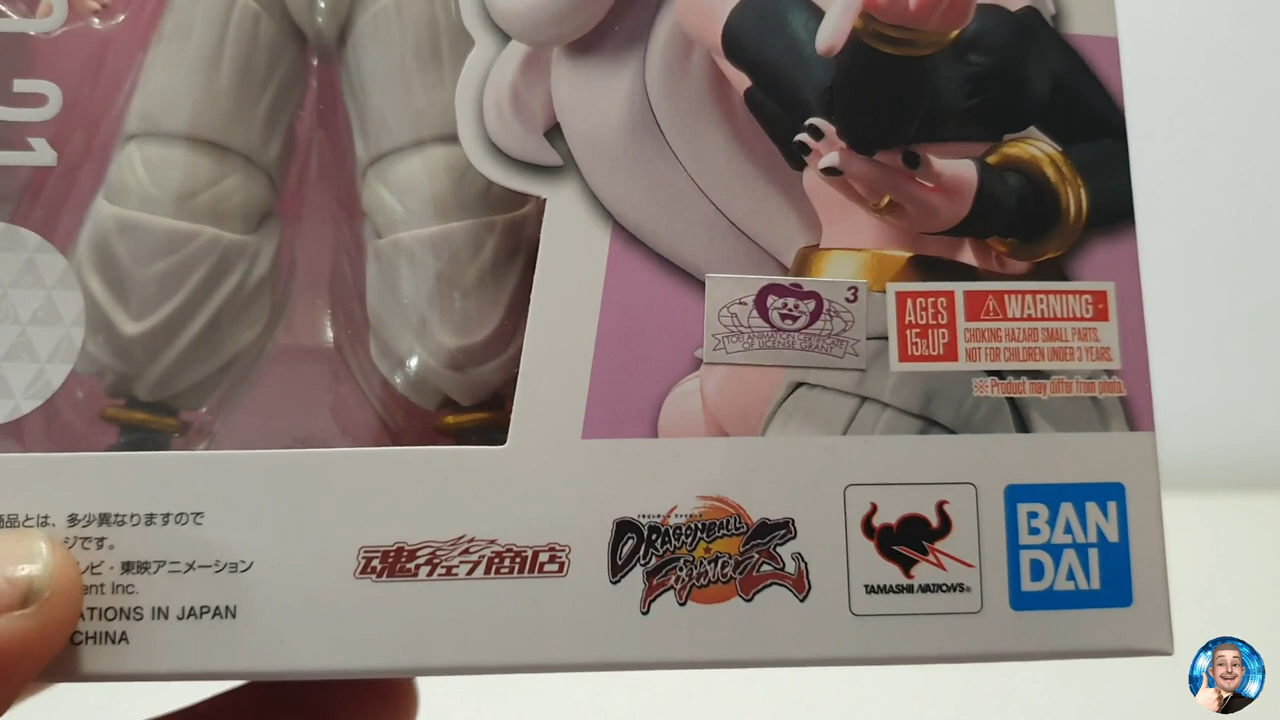 21
3
TOEI ANIMATION CERTIFICATE
OF LICENSE GRANT
AGES
15&UP
⚠WARNING
CHOKING HAZARD SMALL PARTS.
NOT FOR CHILDREN UNDER 3 YEARS.
※Product may differ from photo.
商品とは、多少異なりますので
ジです。
レビ・東映アニメーション
ent Inc.
ATIONS IN JAPAN
CHINA
魂ウェブ商店
DRAGONBALL
FighterZ
TAMASHII NATIONS®
BAN
DAI